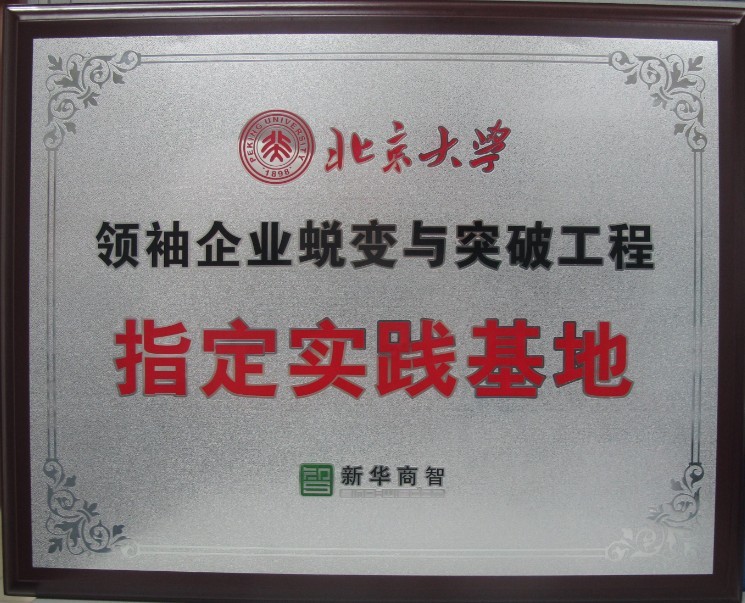 PEKING UNIVERSITY
1898
北京大学
领袖企业蜕变与突破工程
指定实践基地
智 新华商智